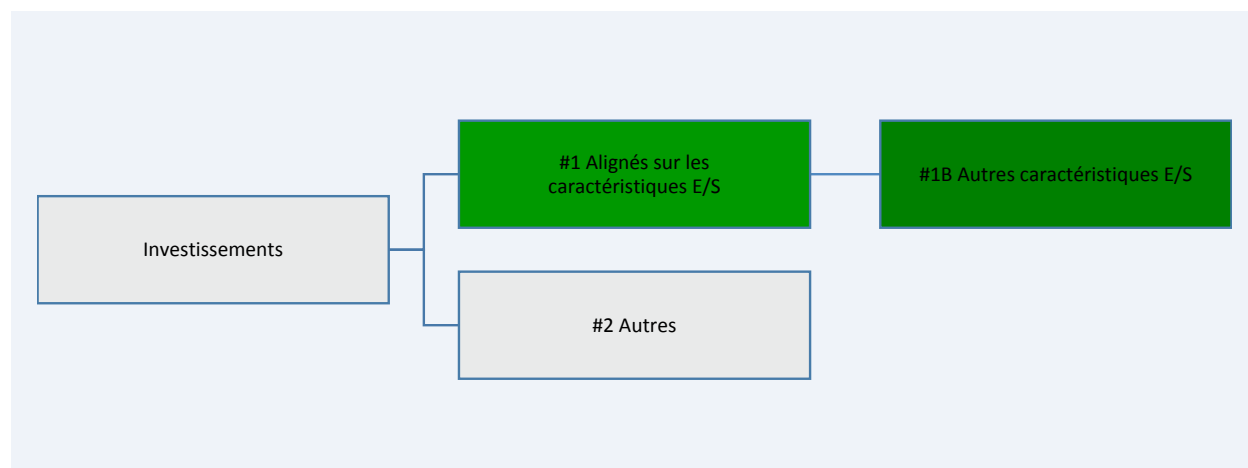 #1 Alignés sur les
caractéristiques E/S
#1B Autres caractéristiques E/S
Investissements
#2 Autres